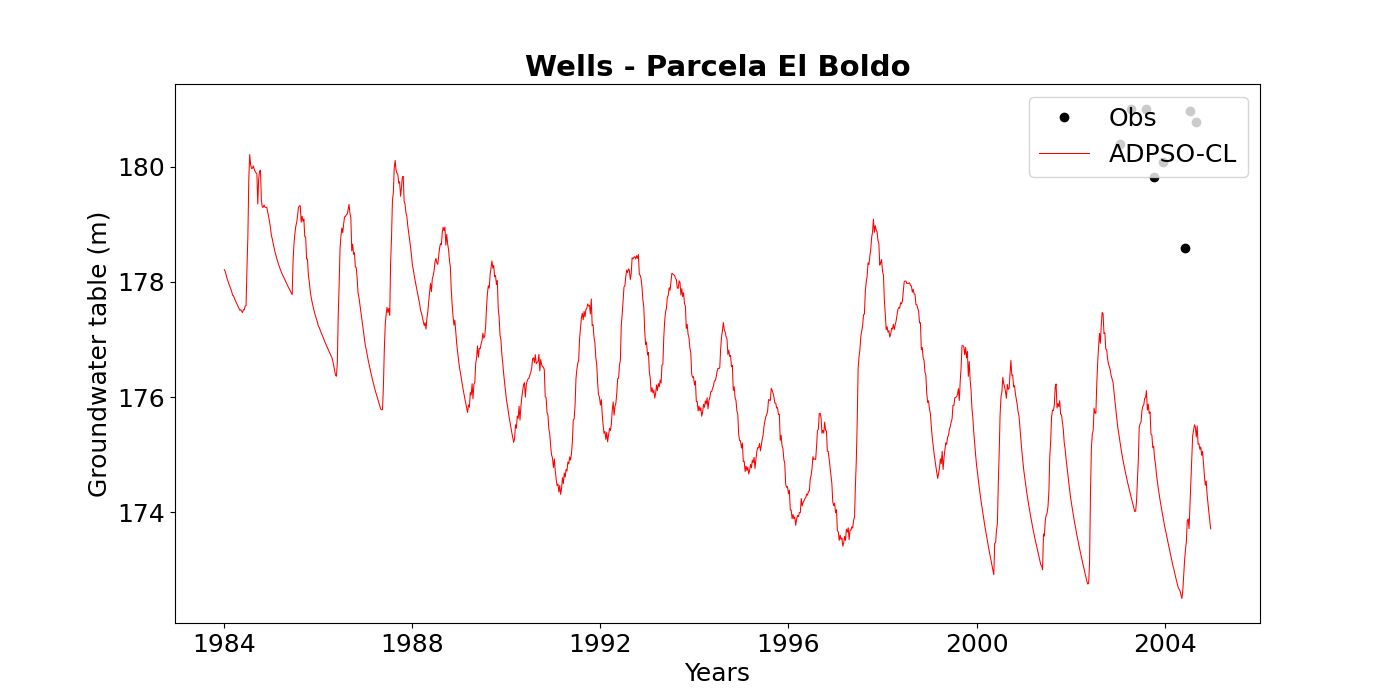 Wells - Parcela El Boldo
Obs
ADPSO-CL
Groundwater table (m)
180
178
176
174
1984 1988 1992 1996 2000 2004
Years